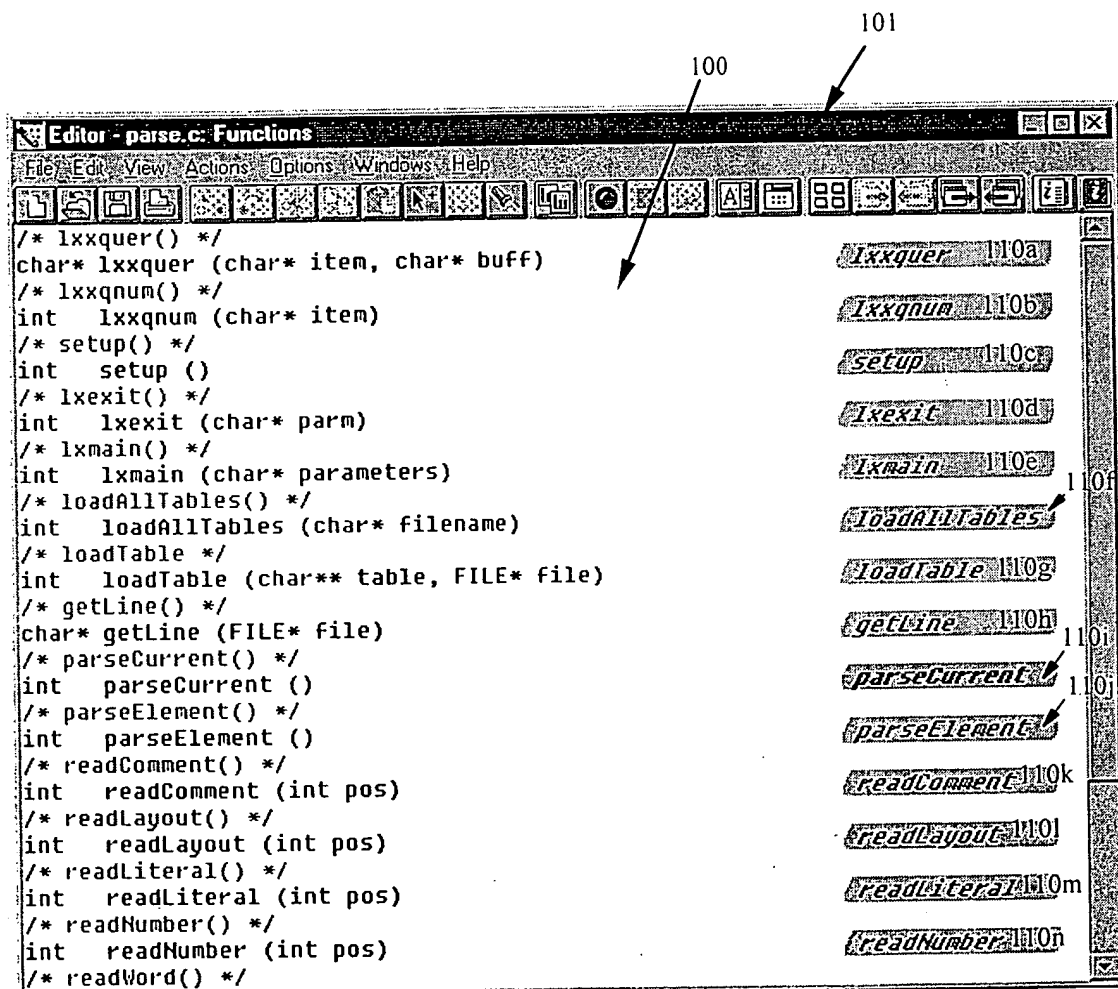 101
100
Editor - parse.c: Functions
File Edit View Actions Options Windows Help
/* lxxquer() */
char* lxxquer (char* item, char* buff) lxxquer 110a
/* lxxqnum() */
int lxxqnum (char* item) lxxqnum 110b
/* setup() */
int setup () setup 110c
/* lxexit() */
int lxexit (char* parm) lxexit 110d
/* lxmain() */
int lxmain (char* parameters) lxmain 110e
110f
/* loadAllTables() */
int loadAllTables (char* filename) loadAllTables
/* loadTable */
int loadTable (char** table, FILE* file) loadTable 110g
/* getLine() */
char* getLine (FILE* file) getLine 110h
110i
/* parseCurrent() */
int parseCurrent () parseCurrent
110j
/* parseElement() */
int parseElement () parseElement
/* readComment() */
int readComment (int pos) readComment 110k
/* readLayout() */
int readLayout (int pos) readLayout 110l
/* readLiteral() */
int readLiteral (int pos) readLiteral 110m
/* readNumber() */
int readNumber (int pos) readNumber 110n
/* readWord() */